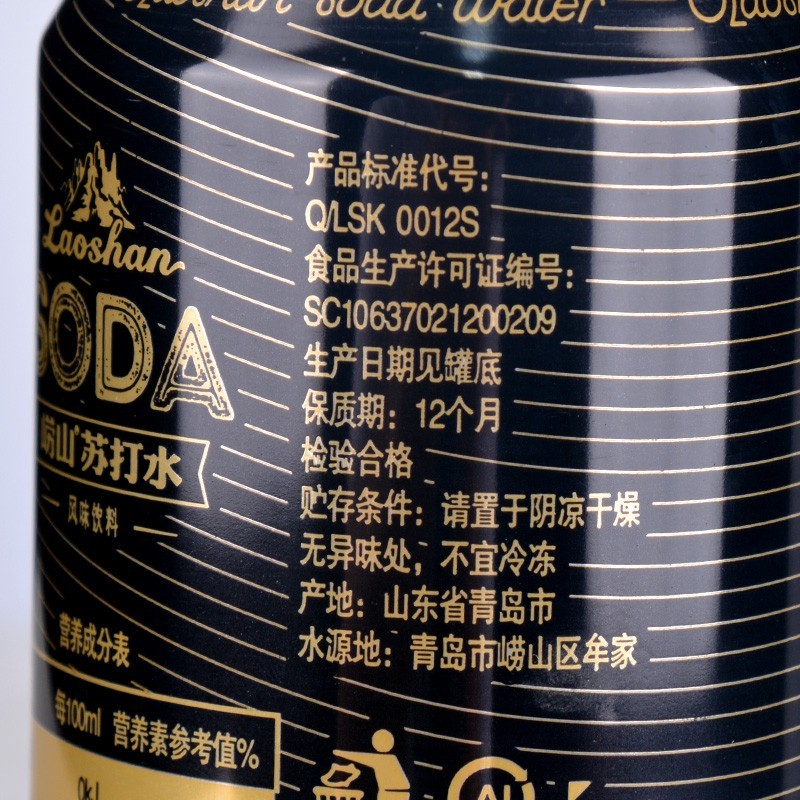 Laoshan soda water
Laoshan
SODA
崂山苏打水
风味饮料
营养成分表
每100ml 营养素参考值%
产品标准代号：
Q/LSK 0012S
食品生产许可证编号：
SC10637021200209
生产日期见罐底
保质期：12个月
检验合格
贮存条件：请置于阴凉干燥
无异味处，不宜冷冻
产地：山东省青岛市
水源地：青岛市崂山区牟家